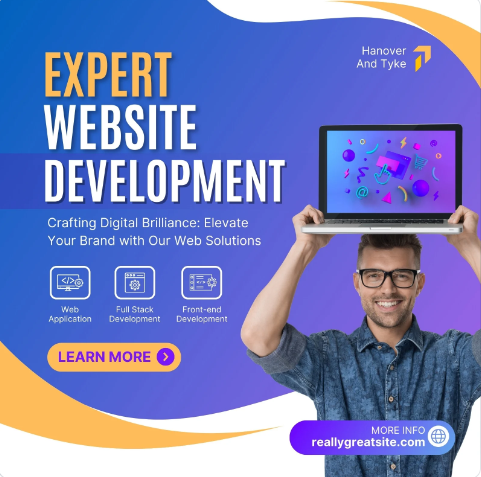 Hanover
And Tyke
EXPERT
WEBSITE
DEVELOPMENT
Crafting Digital Brilliance: Elevate
Your Brand with Our Web Solutions
Web
Application
Full Stack
Development
Front-end
Development
LEARN MORE
MORE INFO
reallygreatsite.com